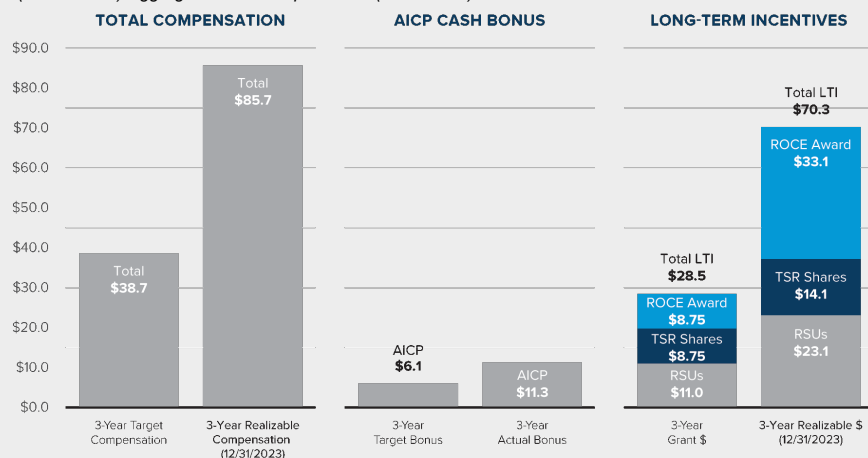 TOTAL COMPENSATION
AICP CASH BONUS
LONG-TERM INCENTIVES
$90.0
$80.0
$70.0
$60.0
$50.0
$40.0
$30.0
$20.0
$10.0
$0.0
Total
$38.7
Total
$85.7
3-Year Target
Compensation
3-Year Realizable
Compensation
(12/31/2023)
AICP
$6.1
AICP
$11.3
3-Year
Target Bonus
3-Year
Actual Bonus
Total LTI
$28.5
ROCE Award
$8.75
TSR Shares
$8.75
RSUs
$11.0
Total LTI
$70.3
ROCE Award
$33.1
TSR Shares
$14.1
RSUs
$23.1
3-Year
Grant $
3-Year Realizable $
(12/31/2023)